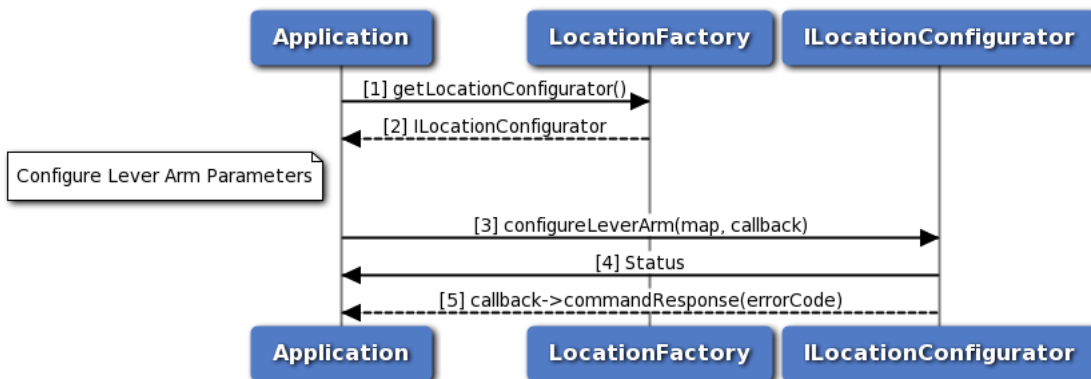 Application
LocationFactory
ILocationConfigurator
[1] getLocationConfigurator()
[2] ILocationConfigurator
Configure Lever Arm Parameters
[3] configureLeverArm(map, callback)
[4] Status
[5] callback->commandResponse(errorCode)
Application
LocationFactory
ILocationConfigurator